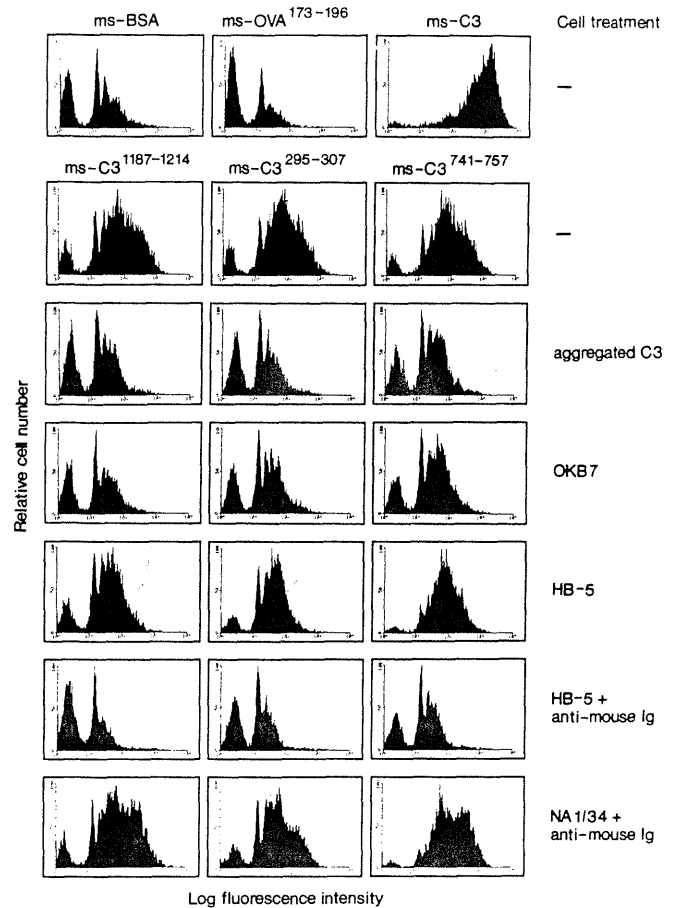 ms-BSA ms-OVA173-196 ms-C3 Cell treatment
–
ms-C31187-1214 ms-C3295-307 ms-C3741-757
–
aggregated C3
OKB7
HB-5
HB-5 +
anti-mouse Ig
NA1/34 +
anti-mouse Ig
Relative cell number
Log fluorescence intensity